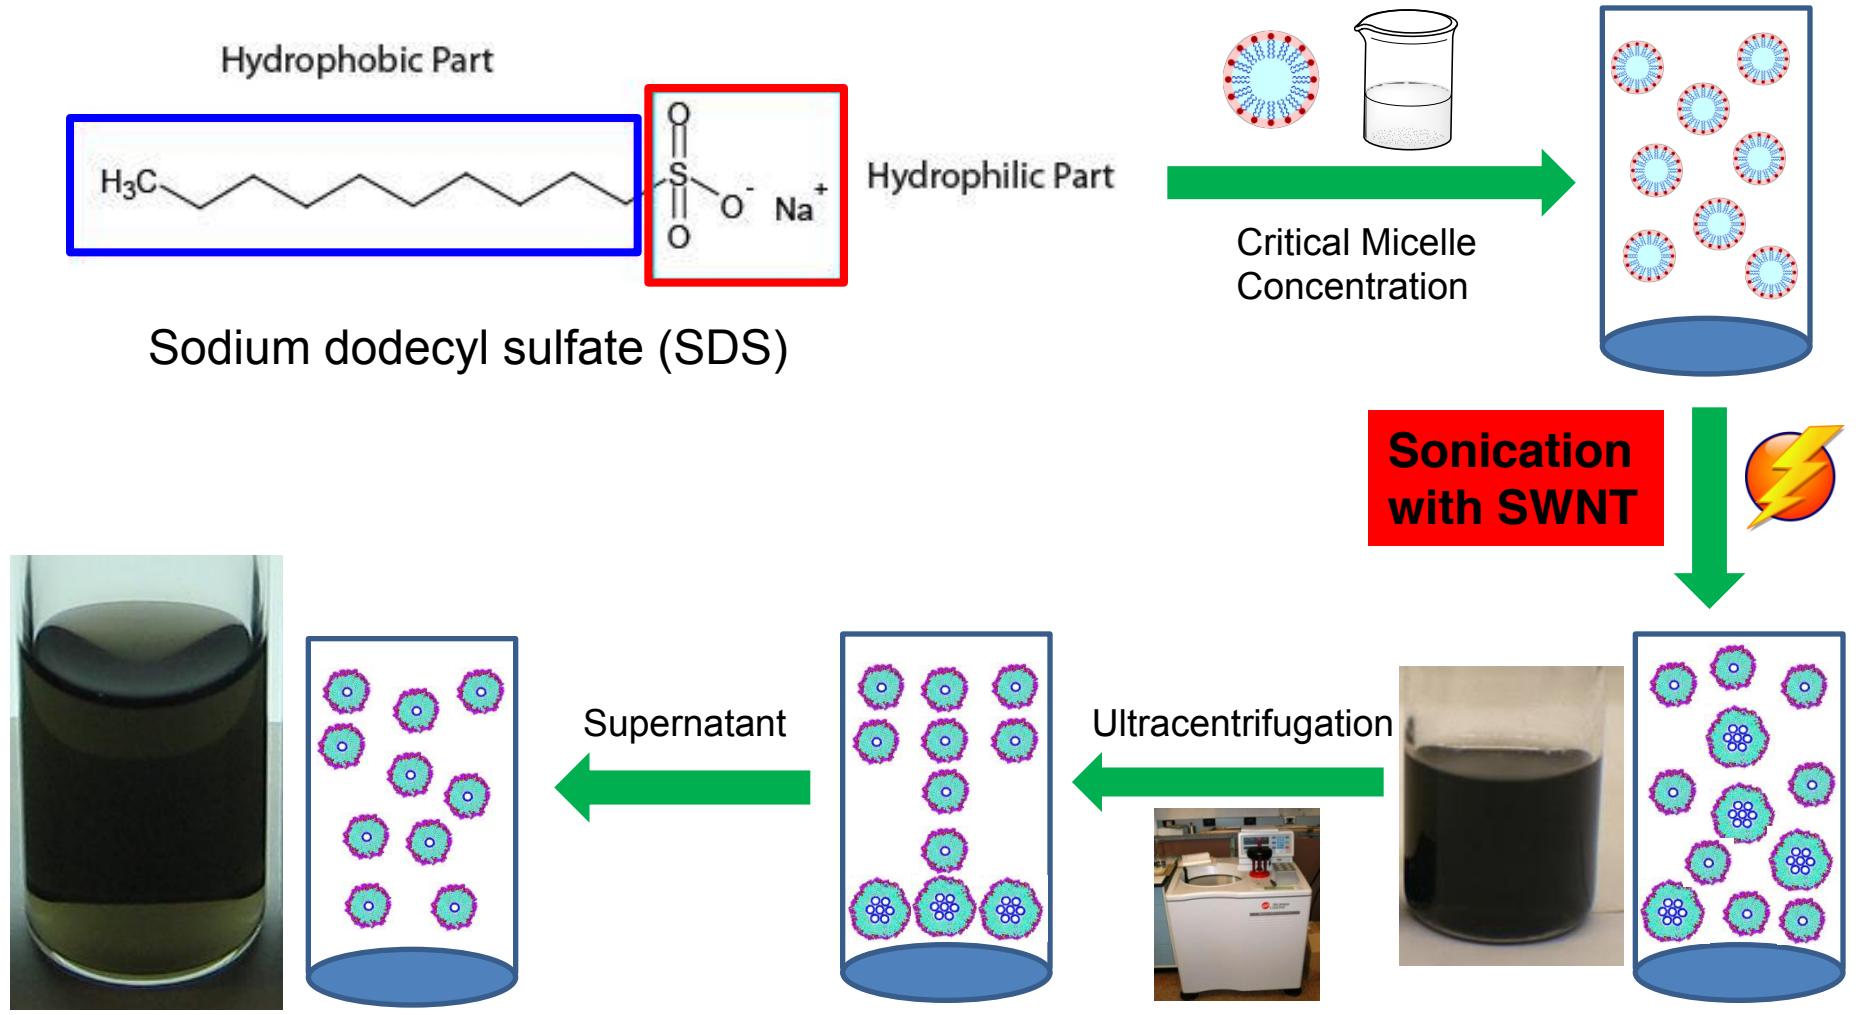 Hydrophobic Part
H₃C
O
S
O⁻ Na⁺
O
Hydrophilic Part
Sodium dodecyl sulfate (SDS)
Critical Micelle
Concentration
Sonication
with SWNT
Ultracentrifugation
Supernatant